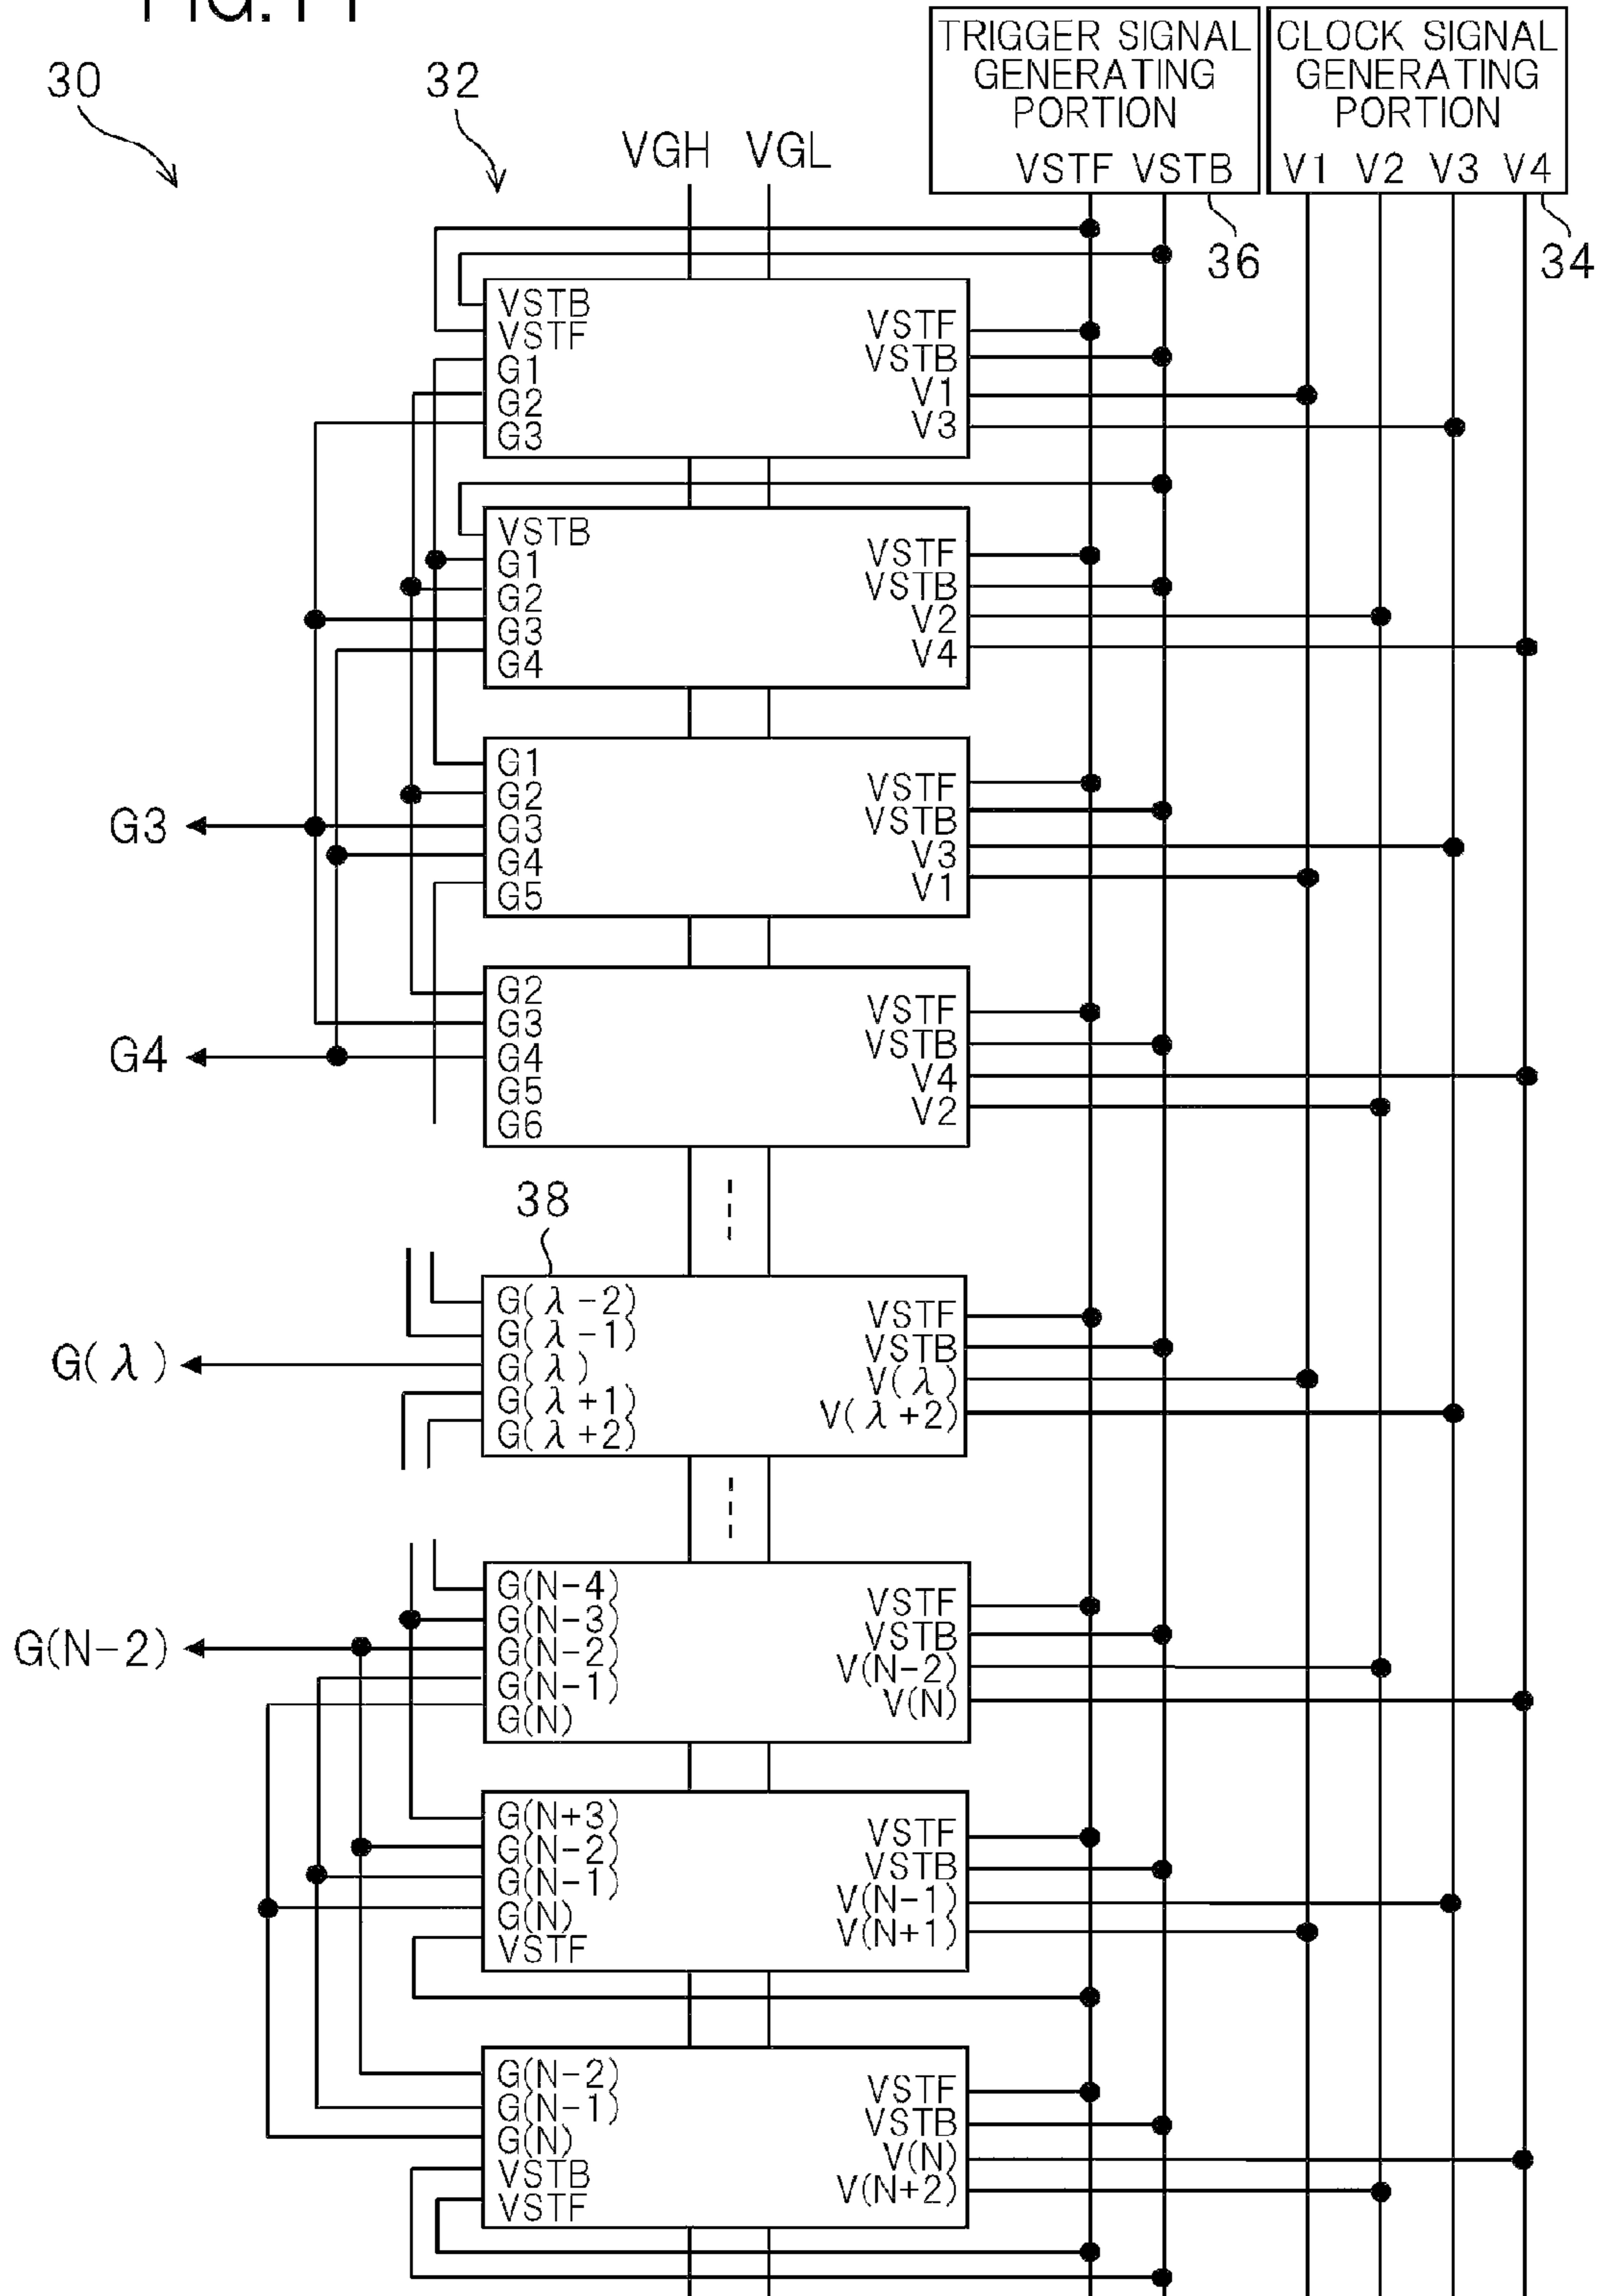 FIG. 11
TRIGGER SIGNAL
GENERATING
PORTION
VSTF VSTB
CLOCK SIGNAL
GENERATING
PORTION
V1 V2 V3 V4
30
32
VGH VGL
36
34
VSTB
VSTF
G1
G2
G3
VSTF
VSTB
V1
V3
VSTB
G1
G2
G3
G4
VSTF
VSTB
V2
V4
G3
G1
G2
G3
G4
G5
VSTF
VSTB
V3
V1
G4
G2
G3
G4
G5
G6
VSTF
VSTB
V4
V2
38
G(λ)
G(λ-2)
G(λ-1)
G(λ)
G(λ+1)
G(λ+2)
VSTF
VSTB
V(λ)
V(λ+2)
G(N-2)
G(N-4)
G(N-3)
G(N-2)
G(N-1)
G(N)
VSTF
VSTB
V(N-2)
V(N)
G(N+3)
G(N-2)
G(N-1)
G(N)
VSTF
VSTF
VSTB
V(N-1)
V(N+1)
G(N-2)
G(N-1)
G(N)
VSTB
VSTF
VSTF
VSTB
V(N)
V(N+2)